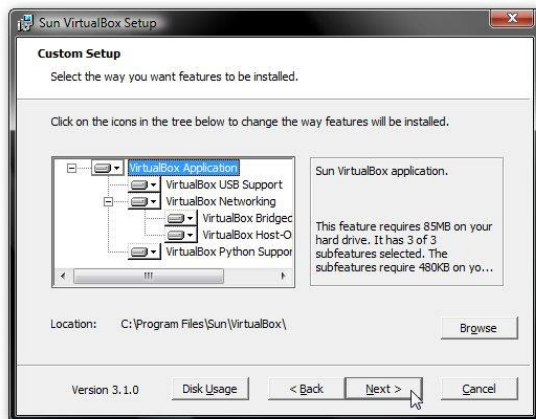 Sun VirtualBox Setup
Custom Setup
Select the way you want features to be installed.
Click on the icons in the tree below to change the way features will be installed.
VirtualBox Application
VirtualBox USB Support
VirtualBox Networking
VirtualBox Bridged
VirtualBox Host-O
VirtualBox Python Suppor
Sun VirtualBox application.
This feature requires 85MB on your
hard drive. It has 3 of 3
subfeatures selected. The
subfeatures require 480KB on yo...
Location: C:\Program Files\Sun\VirtualBox\
Browse
Version 3.1.0 Disk Usage < Back Next > Cancel